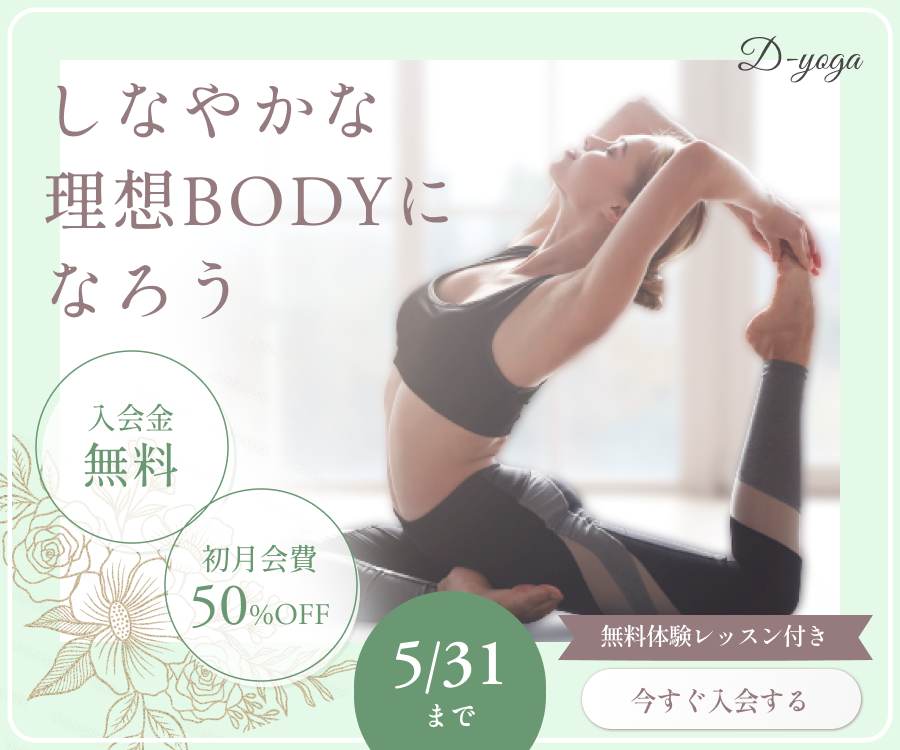 D-yoga
しなやかな
理想BODYに
なろう
入会金
無料
初月会費
50%OFF
5/31
まで
無料体験レッスン付き
今すぐ入会する